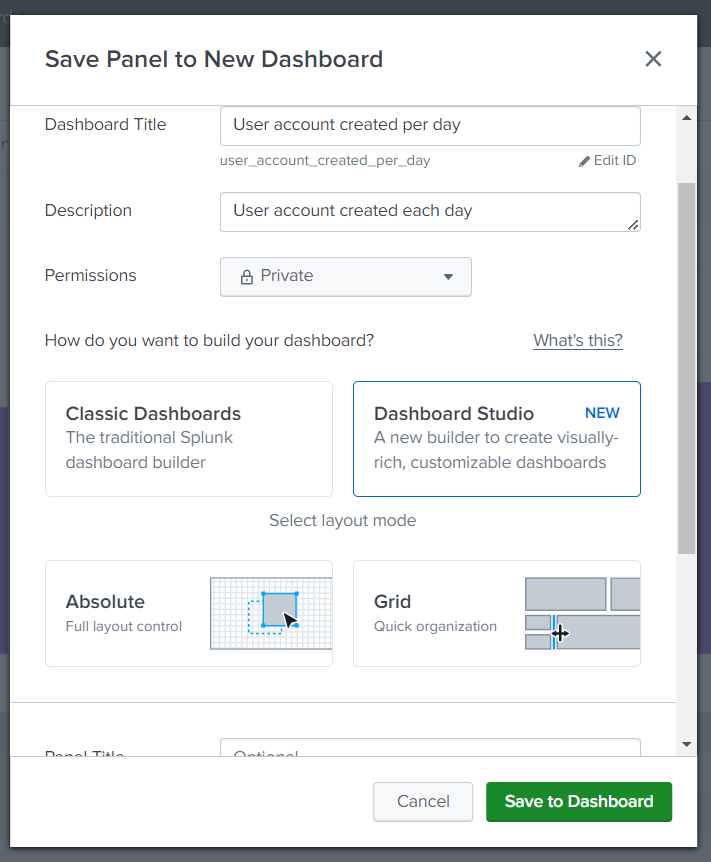 Save Panel to New Dashboard
Dashboard Title
User account created per day
user_account_created_per_day
Edit ID
Description
User account created each day
Permissions
Private
How do you want to build your dashboard?
What's this?
Classic Dashboards
The traditional Splunk
dashboard builder
Dashboard Studio
NEW
A new builder to create visually-
rich, customizable dashboards
Select layout mode
Absolute
Full layout control
Grid
Quick organization
Panel Title
Optional
Cancel
Save to Dashboard